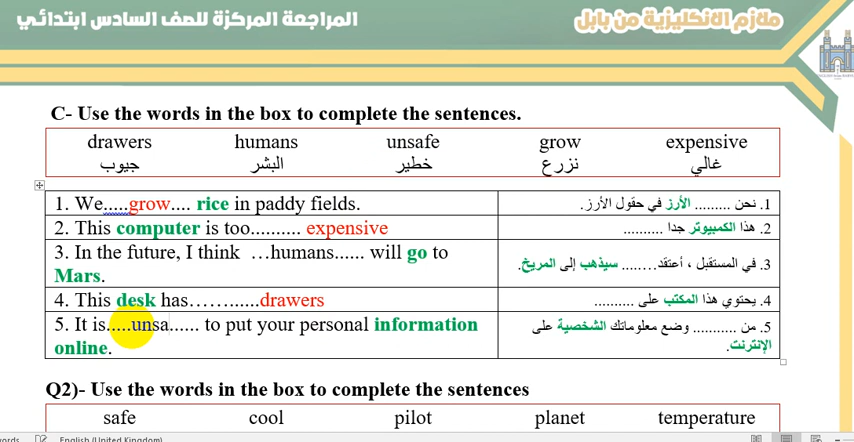 المراجعة المركزة للصف السادس ابتدائي
ملازم الانكليزية من بابل
C- Use the words in the box to complete the sentences.
drawers humans unsafe grow expensive
جيوب البشر خطير نزرع غالي
1. We.....grow.... rice in paddy fields.
1. نحن ......... الأرز في حقول الأرز.
2. This computer is too.......... expensive
2. هذا الكمبيوتر جدا ..........
3. In the future, I think …humans...... will go to
Mars.
3. في المستقبل ، أعتقد......... سيذهب إلى المريخ.
4. This desk has…….......drawers
4. يحتوي هذا المكتب على ..........
5. It is.....unsa...... to put your personal information
online.
5. من ........... وضع معلوماتك الشخصية على
الإنترنت.
Q2)- Use the words in the box to complete the sentences
safe cool pilot planet temperature
English (United Kingdom)